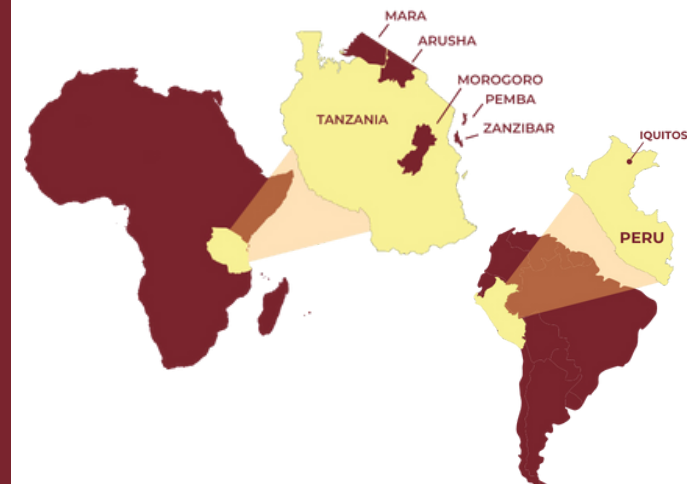 MARA
ARUSHA
MOROGORO
PEMBA
TANZANIA
ZANZIBAR
IQUITOS
PERU